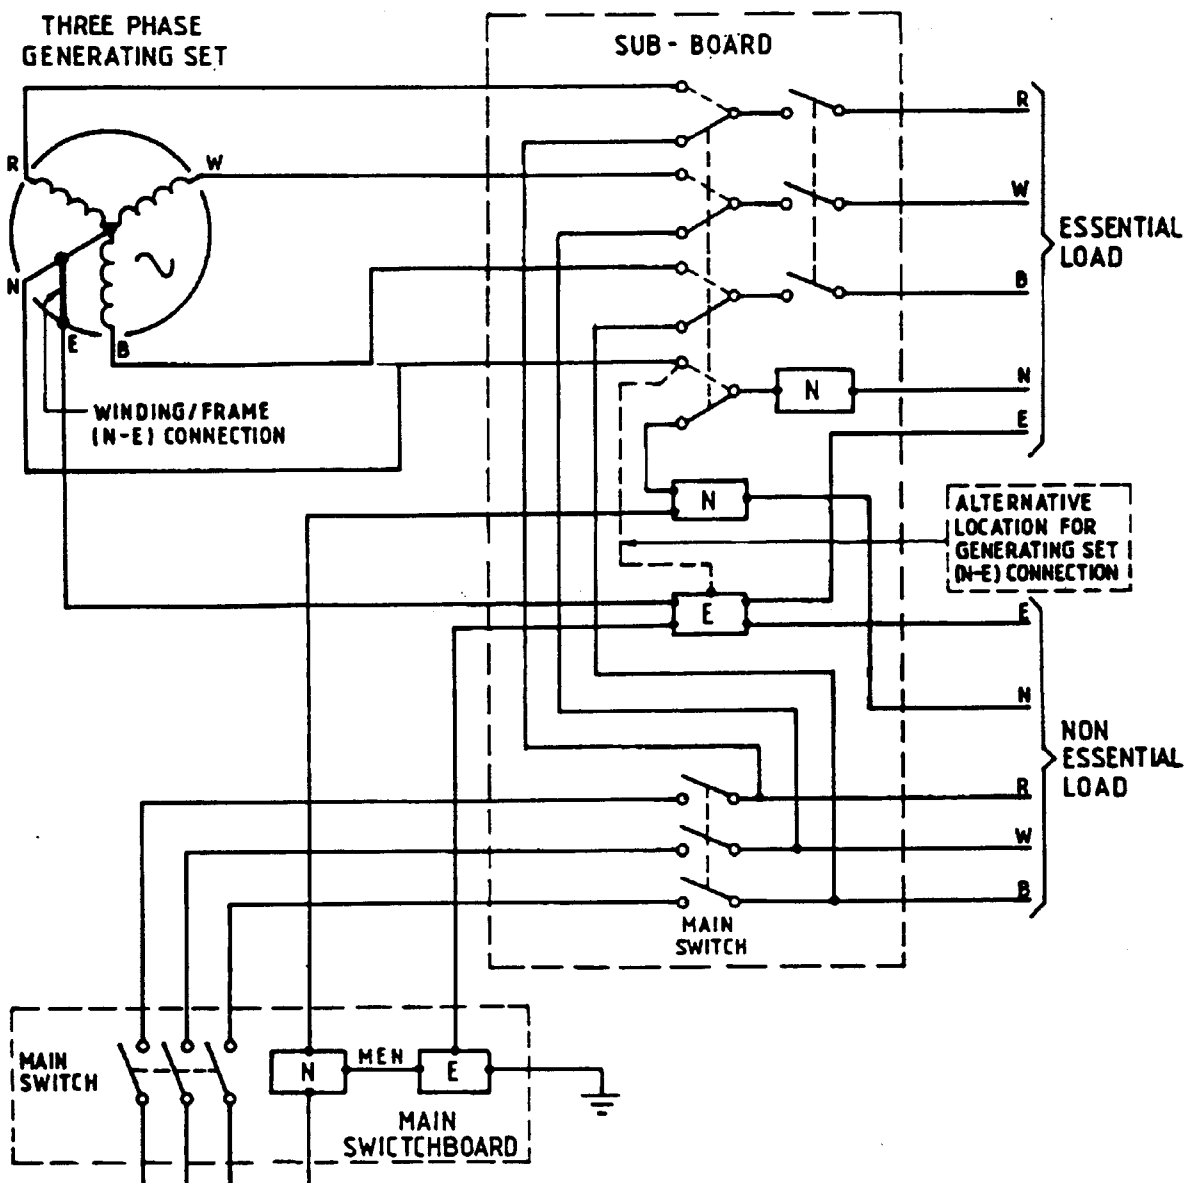 THREE PHASE
GENERATING SET
SUB - BOARD
R
W
N
E
B
WINDING/FRAME
(N-E) CONNECTION
R
W
B
N
N
E
ESSENTIAL
LOAD
N
ALTERNATIVE
LOCATION FOR
GENERATING SET
(N-E) CONNECTION
E
E
N
R
W
B
NON
ESSENTIAL
LOAD
MAIN
SWITCH
MAIN
SWITCH
N
MEN
E
MAIN
SWICTCHBOARD